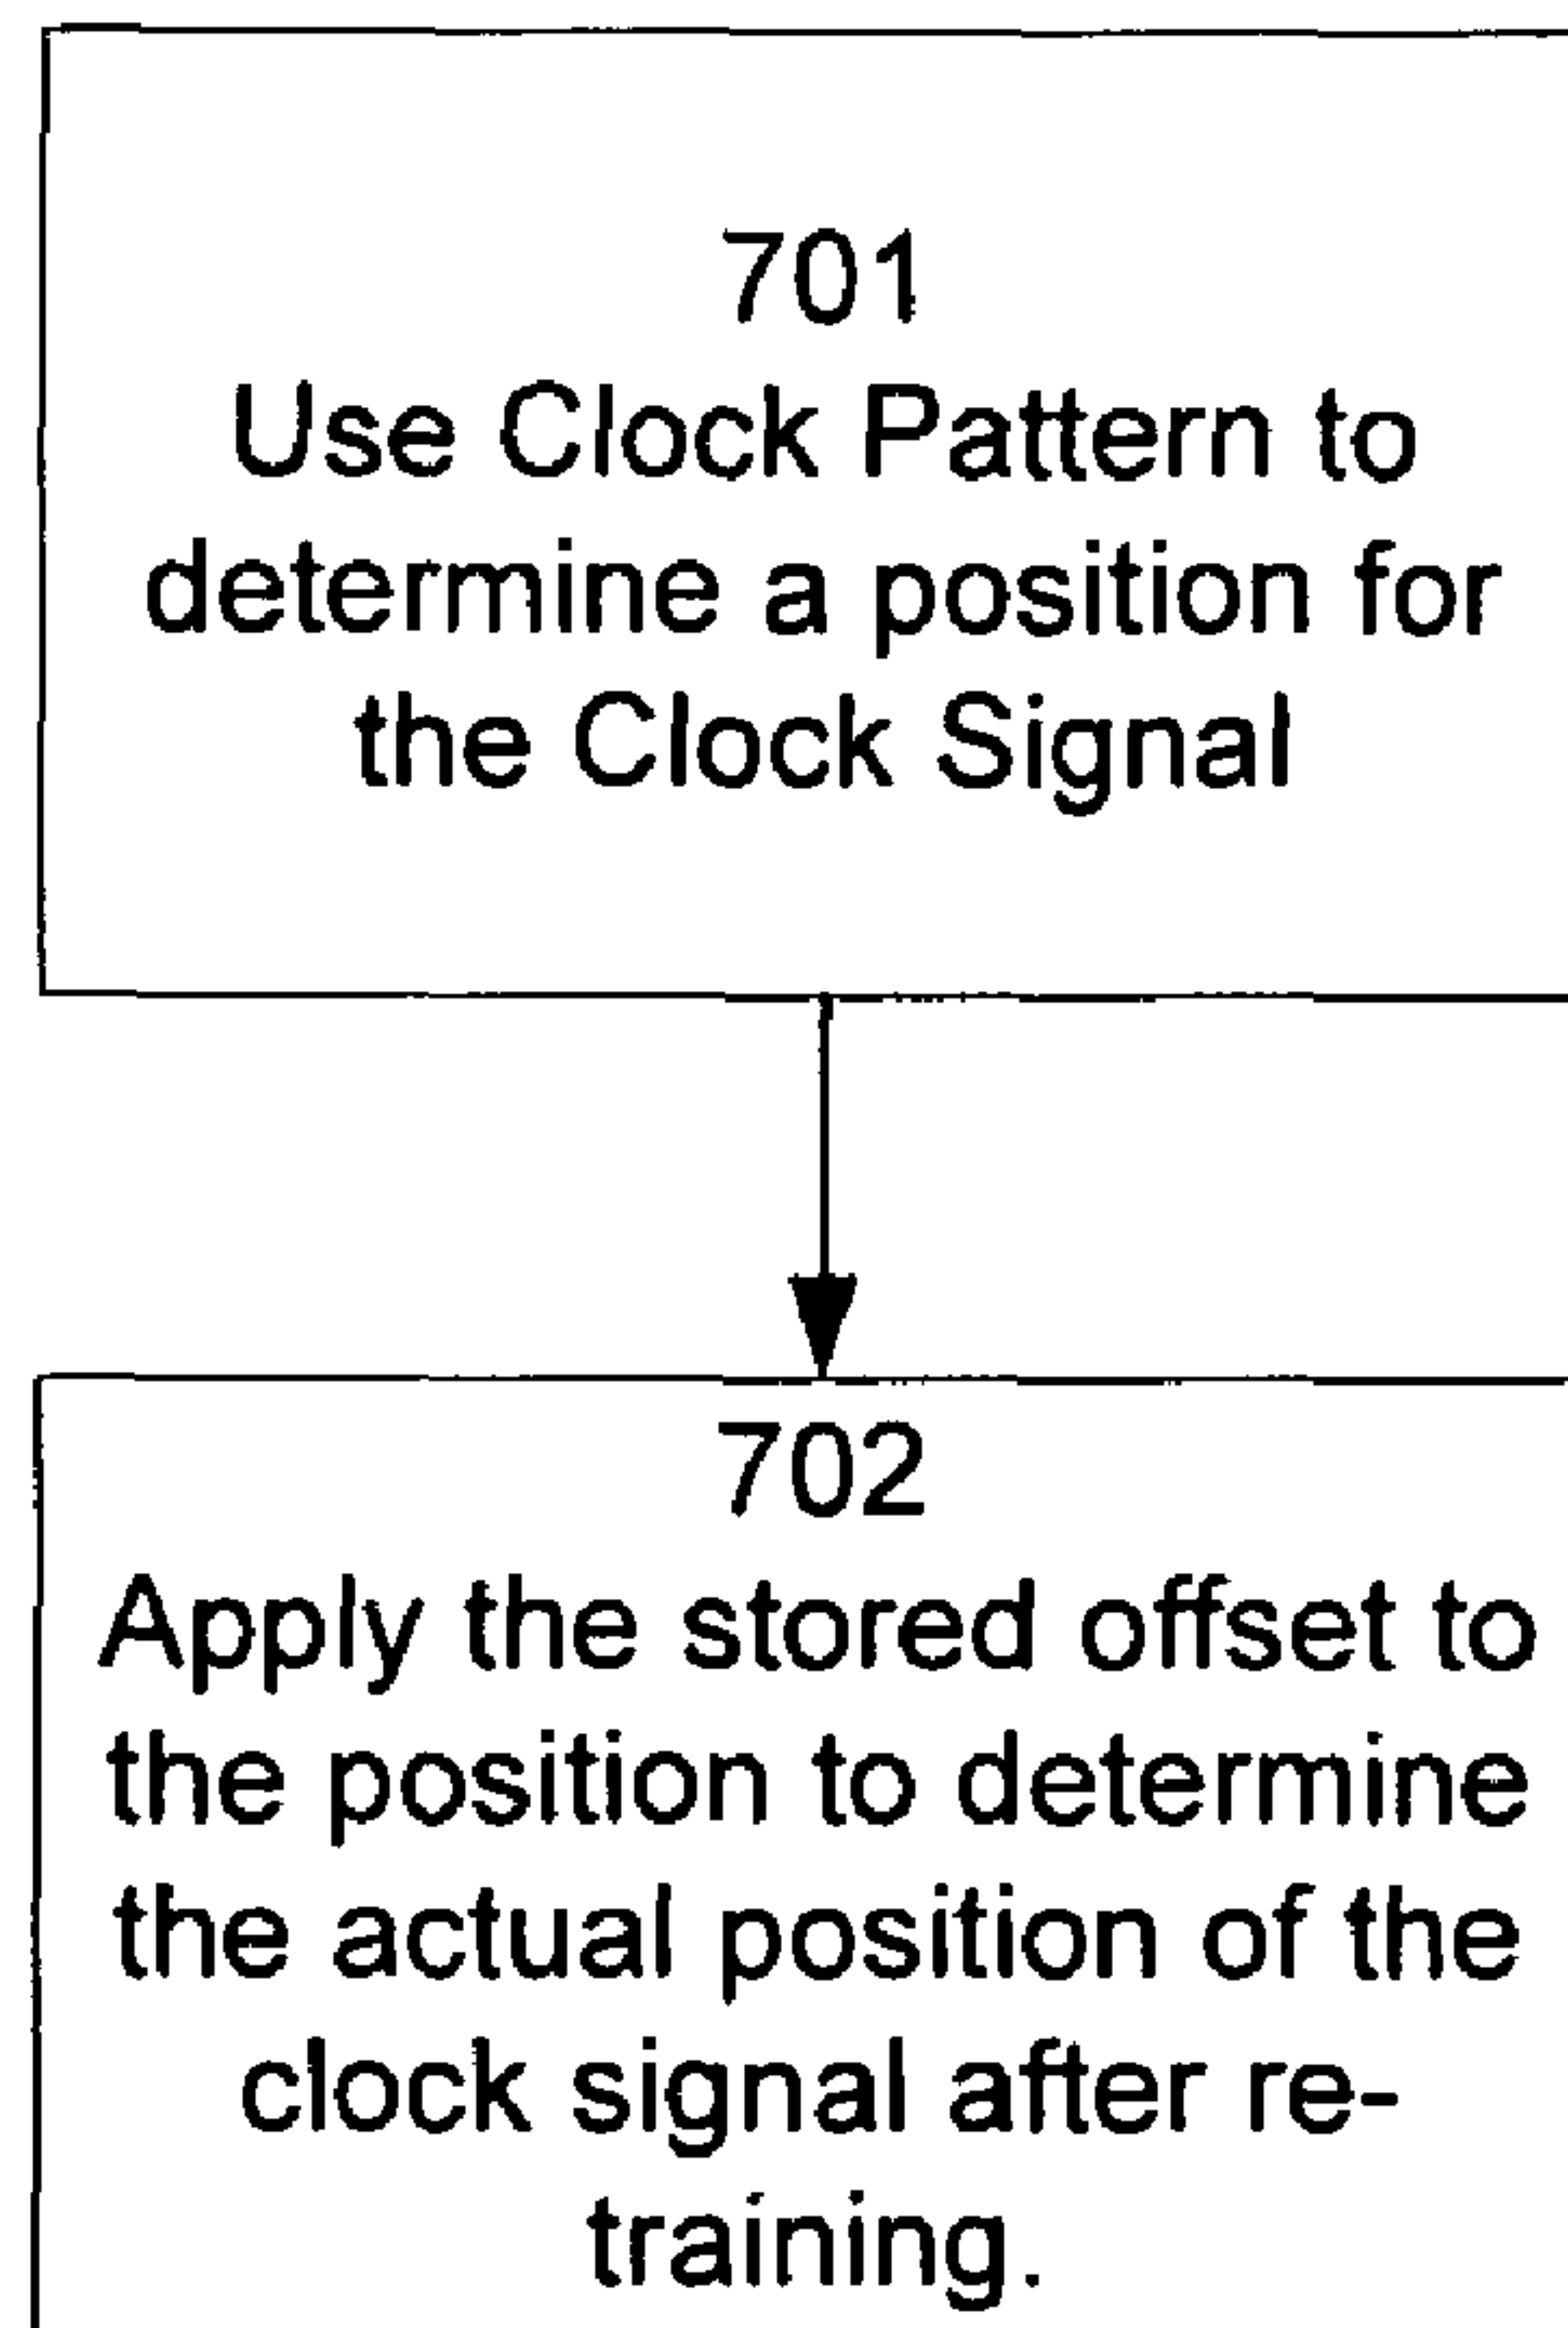 701
Use Clock Pattern to
determine a position for
the Clock Signal
702
Apply the stored offset to
the position to determine
the actual position of the
clock signal after re-
training.